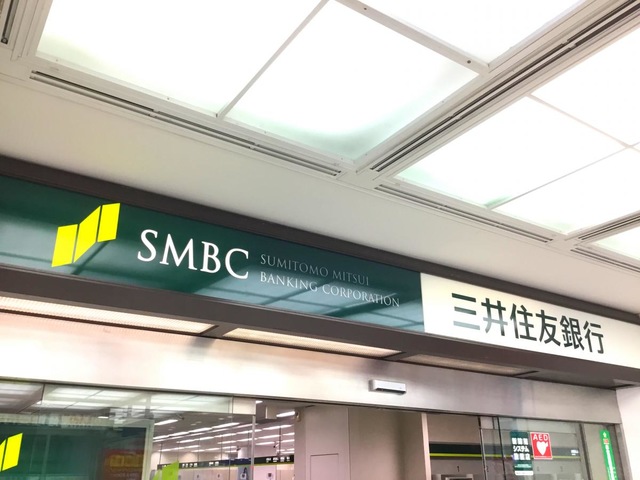 SMBC
SUMITOMO MITSUI
BANKING CORPORATION
三井住友銀行
AED